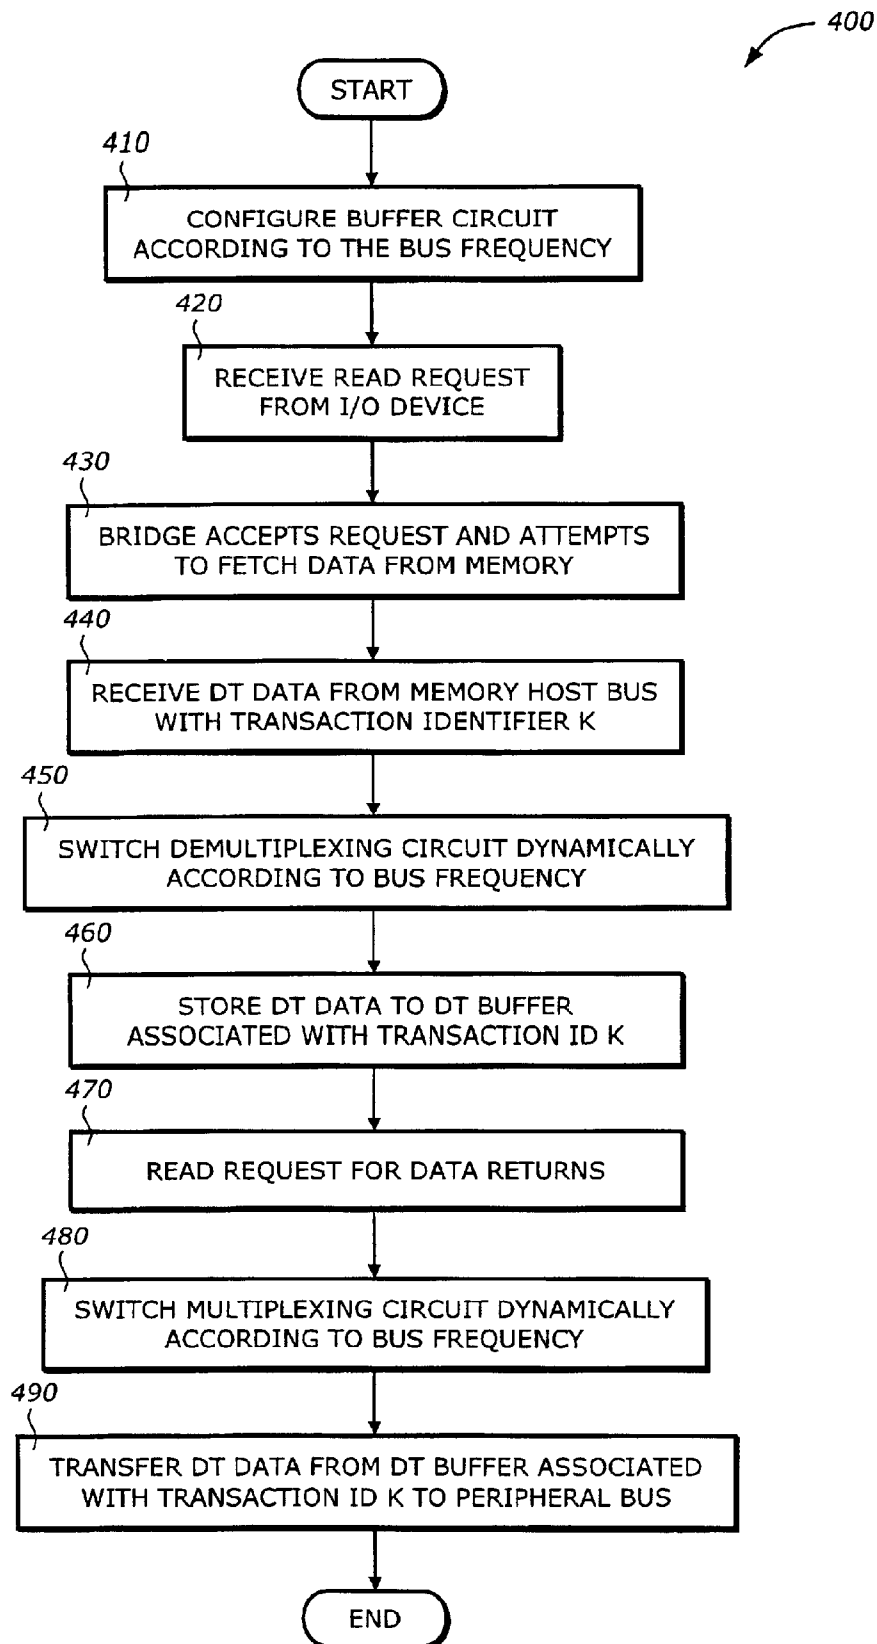 400
START
410
CONFIGURE BUFFER CIRCUIT
ACCORDING TO THE BUS FREQUENCY
420
RECEIVE READ REQUEST
FROM I/O DEVICE
430
BRIDGE ACCEPTS REQUEST AND ATTEMPTS
TO FETCH DATA FROM MEMORY
440
RECEIVE DT DATA FROM MEMORY HOST BUS
WITH TRANSACTION IDENTIFIER K
450
SWITCH DEMULTIPLEXING CIRCUIT DYNAMICALLY
ACCORDING TO BUS FREQUENCY
460
STORE DT DATA TO DT BUFFER
ASSOCIATED WITH TRANSACTION ID K
470
READ REQUEST FOR DATA RETURNS
480
SWITCH MULTIPLEXING CIRCUIT DYNAMICALLY
ACCORDING TO BUS FREQUENCY
490
TRANSFER DT DATA FROM DT BUFFER ASSOCIATED
WITH TRANSACTION ID K TO PERIPHERAL BUS
END